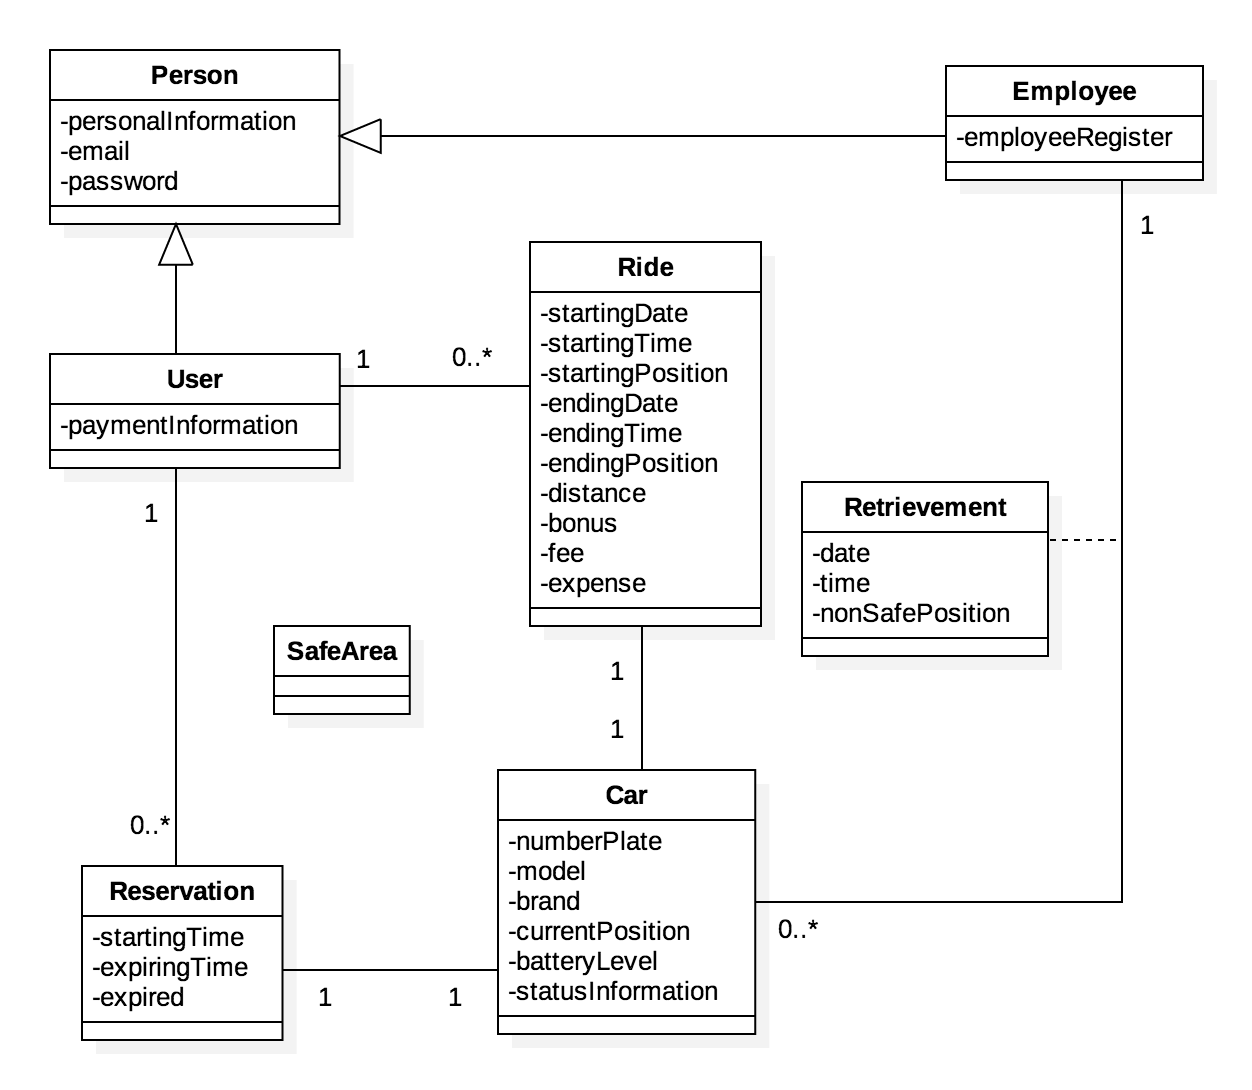 Person
-personalInformation
-email
-password
Employee
-employeeRegister
1
Ride
-startingDate
-startingTime
-startingPosition
-endingDate
-endingTime
-endingPosition
-distance
-bonus
-fee
-expense
User
-paymentInformation
1
0..*
1
Retrievement
-date
-time
-nonSafePosition
SafeArea
1
1
0..*
Reservation
-startingTime
-expiringTime
-expired
1
1
Car
-numberPlate
-model
-brand
-currentPosition
-batteryLevel
-statusInformation
0..*